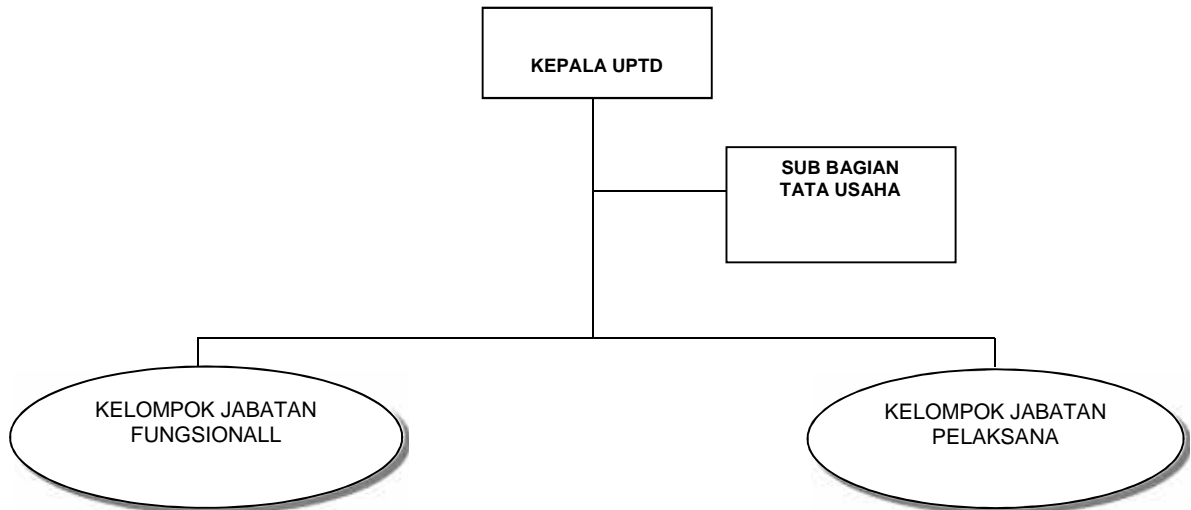 KEPALA UPTD
SUB BAGIAN
TATA USAHA
KELOMPOK JABATAN
FUNGSIONALL
KELOMPOK JABATAN
PELAKSANA